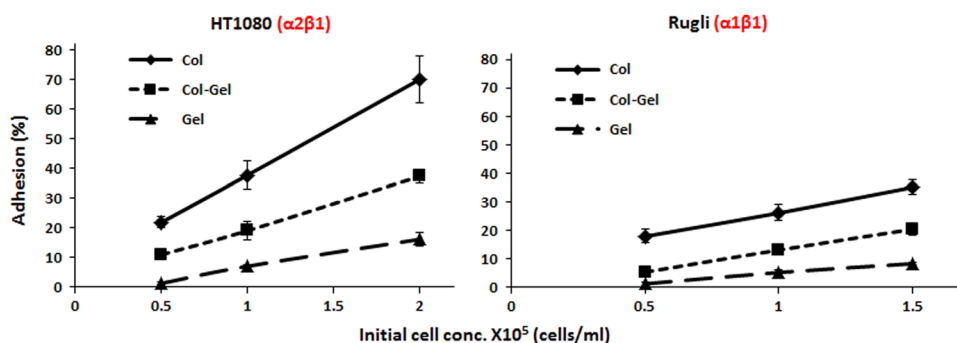 HT1080 (α2β1)
Col
Col-Gel
Gel
Adhesion (%)
80
70
60
50
40
30
20
10
0
0
0.5
1
1.5
2
Rugli (α1β1)
Col
Col-Gel
Gel
80
70
60
50
40
30
20
10
0
0
0.5
1
1.5
Initial cell conc. X10⁵ (cells/ml)